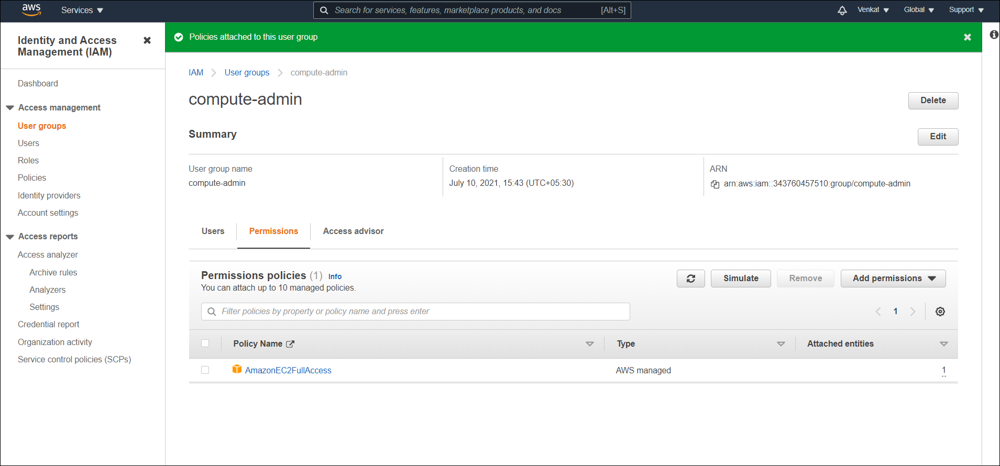 aws
Services
Search for services, features, marketplace products, and docs [Alt+S]
Venkat
Global
Support
Identity and Access
Management (IAM)
Dashboard
Access management
User groups
Users
Roles
Policies
Identity providers
Account settings
Access reports
Access analyzer
Archive rules
Analyzers
Settings
Credential report
Organization activity
Service control policies (SCPs)
Policies attached to this user group
IAM
User groups
compute-admin
compute-admin
Delete
Summary
Edit
User group name
compute-admin
Creation time
July 10, 2021, 15:43 (UTC+05:30)
ARN
arn:aws:iam::343760457510:group/compute-admin
Users
Permissions
Access advisor
Permissions policies (1) Info
You can attach up to 10 managed policies.
Simulate
Remove
Add permissions
Filter policies by property or policy name and press enter
1
Policy Name
Type
Attached entities
AmazonEC2FullAccess
AWS managed
1